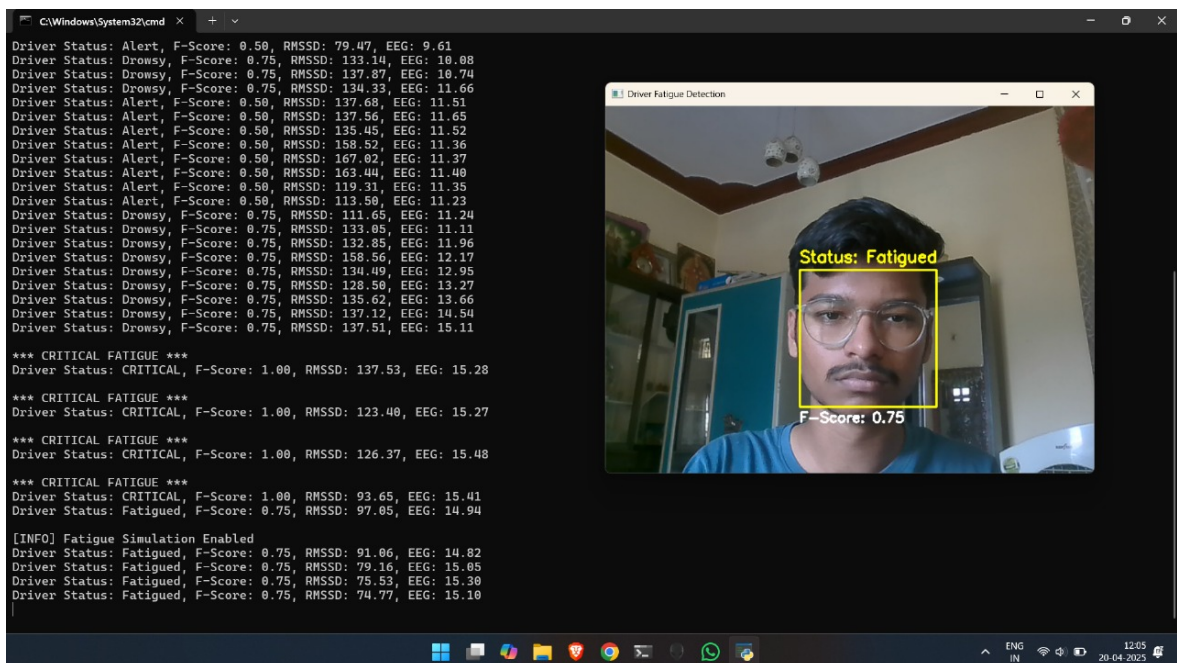 C:\Windows\System32\cmd
Driver Status: Alert, F-Score: 0.50, RMSSD: 79.47, EEG: 9.61
Driver Status: Drowsy, F-Score: 0.75, RMSSD: 133.14, EEG: 10.08
Driver Status: Drowsy, F-Score: 0.75, RMSSD: 137.87, EEG: 10.74
Driver Status: Drowsy, F-Score: 0.75, RMSSD: 134.33, EEG: 11.66
Driver Status: Alert, F-Score: 0.50, RMSSD: 137.68, EEG: 11.51
Driver Status: Alert, F-Score: 0.50, RMSSD: 137.56, EEG: 11.65
Driver Status: Alert, F-Score: 0.50, RMSSD: 135.45, EEG: 11.52
Driver Status: Alert, F-Score: 0.50, RMSSD: 158.52, EEG: 11.36
Driver Status: Alert, F-Score: 0.50, RMSSD: 167.02, EEG: 11.37
Driver Status: Alert, F-Score: 0.50, RMSSD: 163.44, EEG: 11.40
Driver Status: Alert, F-Score: 0.50, RMSSD: 119.31, EEG: 11.35
Driver Status: Alert, F-Score: 0.50, RMSSD: 113.50, EEG: 11.23
Driver Status: Drowsy, F-Score: 0.75, RMSSD: 111.65, EEG: 11.24
Driver Status: Drowsy, F-Score: 0.75, RMSSD: 133.05, EEG: 11.11
Driver Status: Drowsy, F-Score: 0.75, RMSSD: 132.85, EEG: 11.96
Driver Status: Drowsy, F-Score: 0.75, RMSSD: 158.56, EEG: 12.17
Driver Status: Drowsy, F-Score: 0.75, RMSSD: 134.49, EEG: 12.95
Driver Status: Drowsy, F-Score: 0.75, RMSSD: 128.50, EEG: 13.27
Driver Status: Drowsy, F-Score: 0.75, RMSSD: 135.62, EEG: 13.66
Driver Status: Drowsy, F-Score: 0.75, RMSSD: 137.12, EEG: 14.54
Driver Status: Drowsy, F-Score: 0.75, RMSSD: 137.51, EEG: 15.11
*** CRITICAL FATIGUE ***
Driver Status: CRITICAL, F-Score: 1.00, RMSSD: 137.53, EEG: 15.28
*** CRITICAL FATIGUE ***
Driver Status: CRITICAL, F-Score: 1.00, RMSSD: 123.40, EEG: 15.27
*** CRITICAL FATIGUE ***
Driver Status: CRITICAL, F-Score: 1.00, RMSSD: 126.37, EEG: 15.48
*** CRITICAL FATIGUE ***
Driver Status: CRITICAL, F-Score: 1.00, RMSSD: 93.65, EEG: 15.41
Driver Status: Fatigued, F-Score: 0.75, RMSSD: 97.05, EEG: 14.94
[INFO] Fatigue Simulation Enabled
Driver Status: Fatigued, F-Score: 0.75, RMSSD: 91.06, EEG: 14.82
Driver Status: Fatigued, F-Score: 0.75, RMSSD: 79.16, EEG: 15.05
Driver Status: Fatigued, F-Score: 0.75, RMSSD: 75.53, EEG: 15.30
Driver Status: Fatigued, F-Score: 0.75, RMSSD: 74.77, EEG: 15.10
Driver Fatigue Detection
Status: Fatigued
F-Score: 0.75
ENG
IN
12:05
20-04-2025